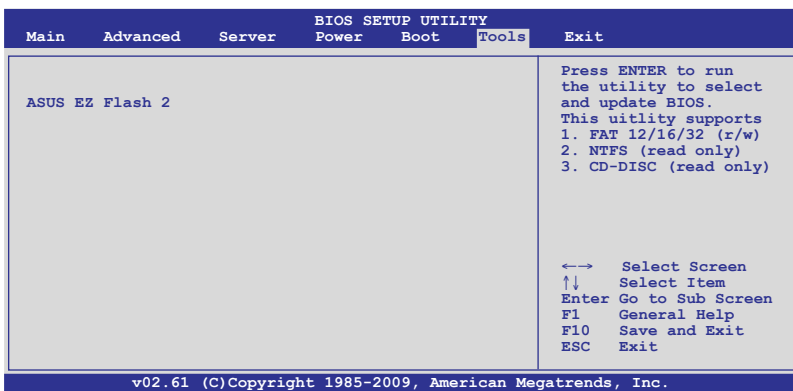 BIOS SETUP UTILITY
Main Advanced Server Power Boot Tools Exit
ASUS EZ Flash 2
Press ENTER to run
the utility to select
and update BIOS.
This uitlity supports
1. FAT 12/16/32 (r/w)
2. NTFS (read only)
3. CD-DISC (read only)
←→ Select Screen
↑↓ Select Item
Enter Go to Sub Screen
F1 General Help
F10 Save and Exit
ESC Exit
v02.61 (C)Copyright 1985-2009, American Megatrends, Inc.